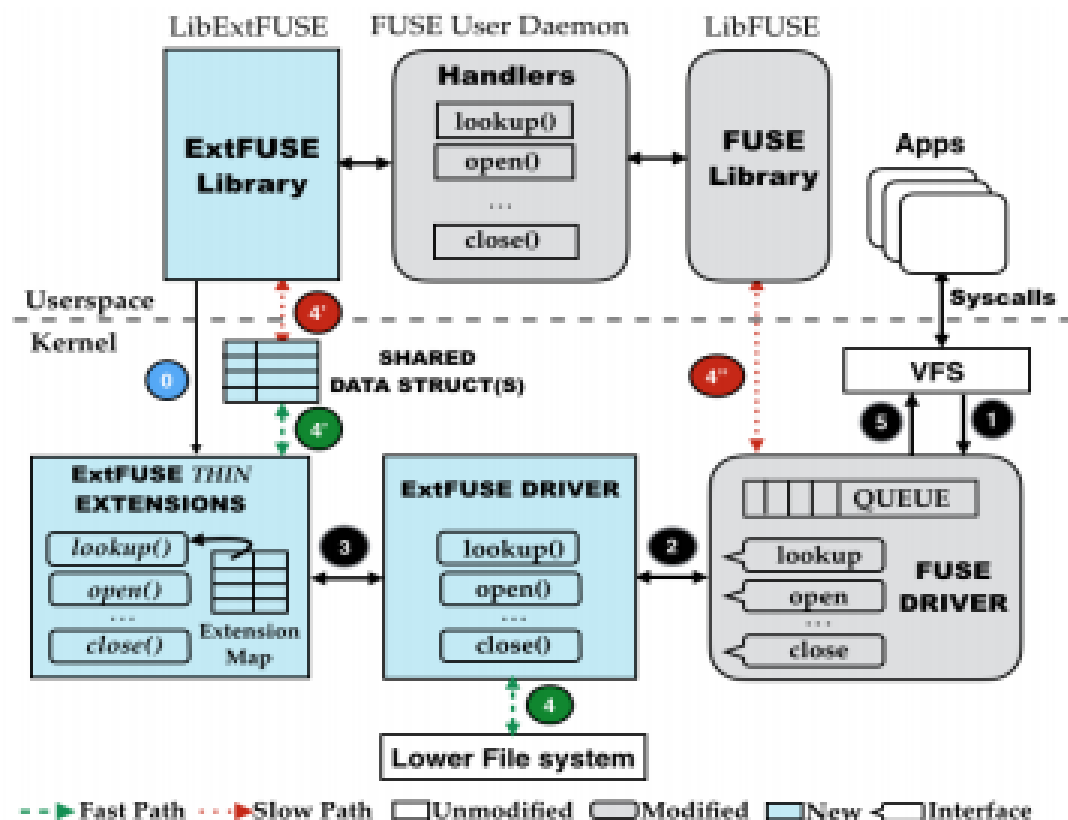 LibExtFUSE
FUSE User Daemon
LibFUSE
ExtFUSE
Library
Handlers
lookup()
open()
...
close()
FUSE
Library
Apps
Userspace
Kernel
Syscalls
4'
0
SHARED
DATA STRUCT(S)
4"
VFS
4'
5
1
ExtFUSE THIN
EXTENSIONS
lookup()
open()
...
close()
Extension
Map
3
ExtFUSE DRIVER
lookup()
open()
...
close()
2
QUEUE
lookup
open
...
close
FUSE
DRIVER
4
Lower File system
Fast Path Slow Path Unmodified Modified New Interface